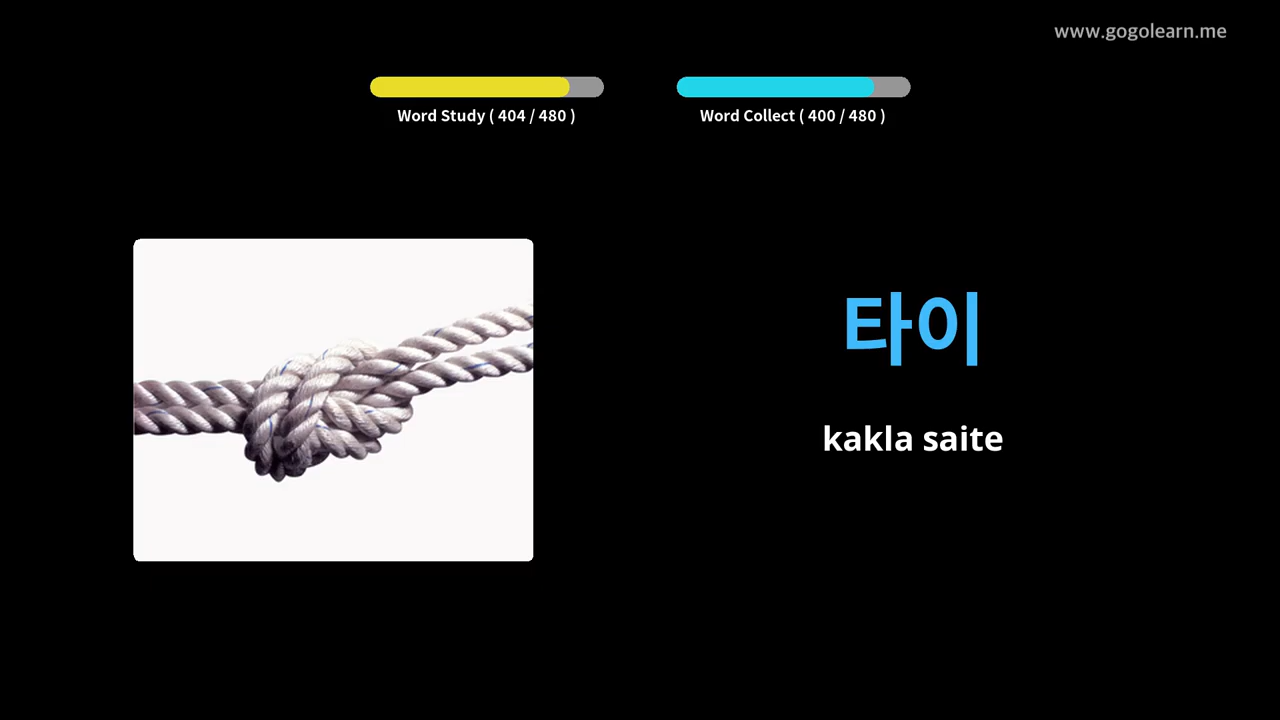 www.gogolearn.me
Word Study ( 404 / 480 )
Word Collect ( 400 / 480 )
타이
kakla saite